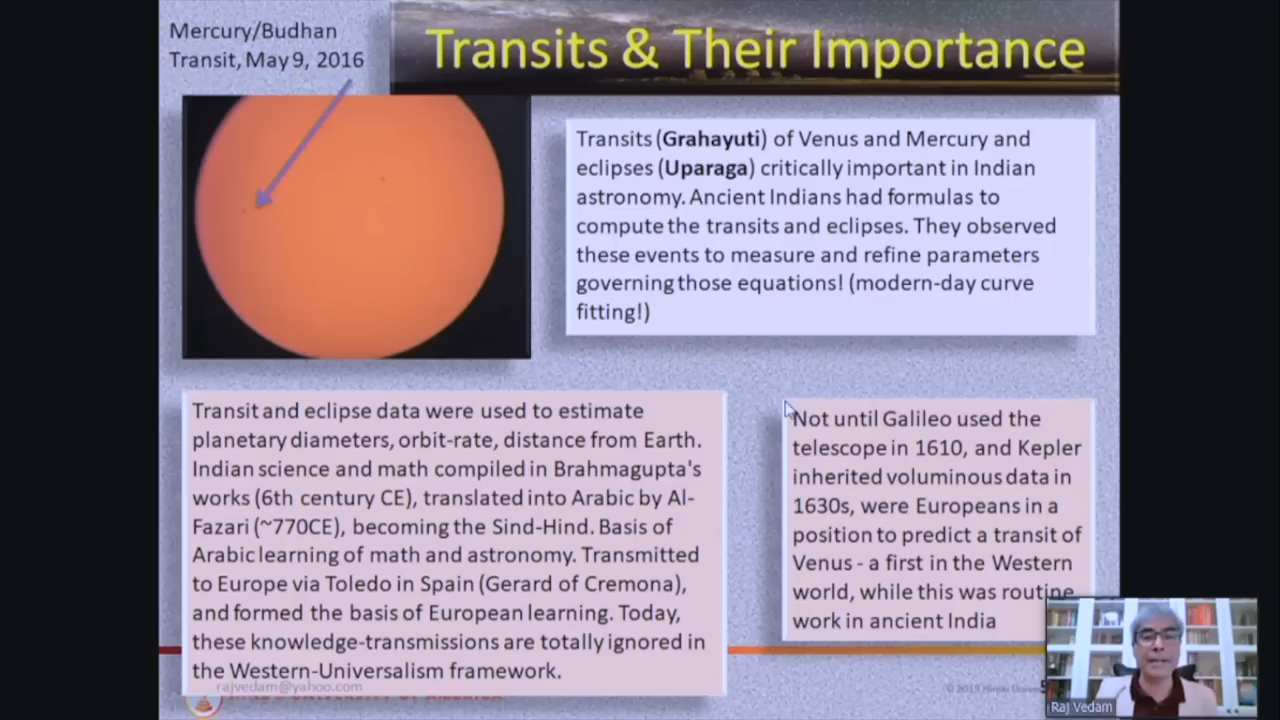 Mercury/Budhan
Transit, May 9, 2016
Transits & Their Importance
Transits (Grahayuti) of Venus and Mercury and
eclipses (Uparaga) critically important in Indian
astronomy. Ancient Indians had formulas to
compute the transits and eclipses. They observed
these events to measure and refine parameters
governing those equations! (modern-day curve
fitting!)
Transit and eclipse data were used to estimate
planetary diameters, orbit-rate, distance from Earth.
Indian science and math compiled in Brahmagupta's
works (6th century CE), translated into Arabic by Al-
Fazari (~770CE), becoming the Sind-Hind. Basis of
Arabic learning of math and astronomy. Transmitted
to Europe via Toledo in Spain (Gerard of Cremona),
and formed the basis of European learning. Today,
these knowledge-transmissions are totally ignored in
the Western-Universalism framework.
Not until Galileo used the
telescope in 1610, and Kepler
inherited voluminous data in
1630s, were Europeans in a
position to predict a transit of
Venus - a first in the Western
world, while this was routine
work in ancient India
rajvedam@yahoo.com
© 2019 Hindu
Raj Vedam